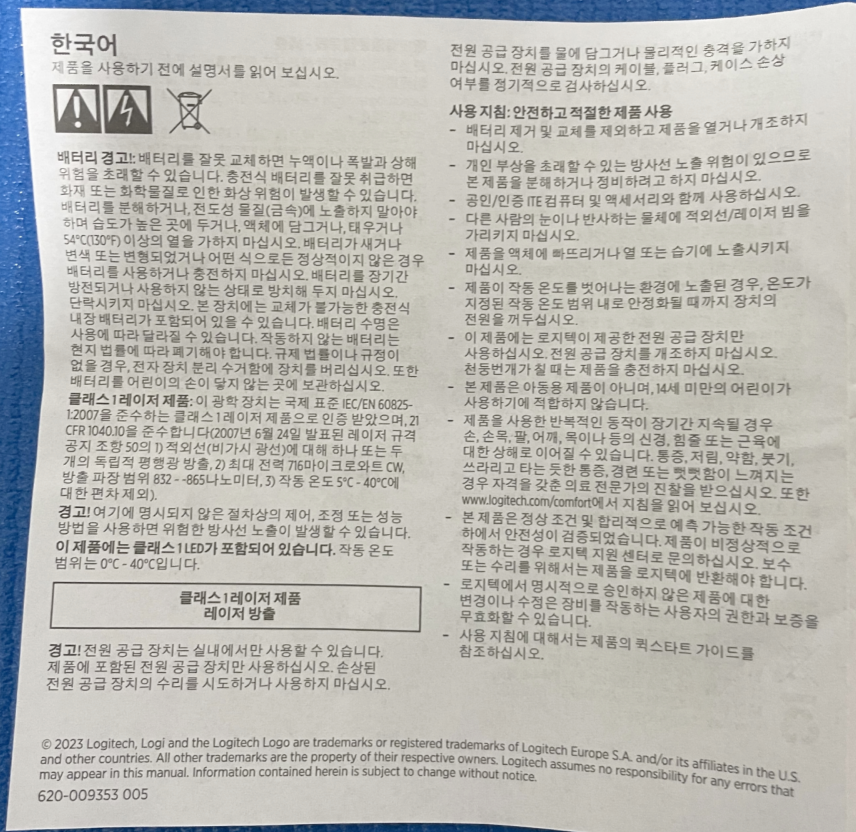 한국어
제품을 사용하기 전에 설명서를 읽어 보십시오.
배터리 경고!: 배터리를 잘못 교체하면 누액이나 폭발과 상해
위험을 초래할 수 있습니다. 충전식 배터리를 잘못 취급하면
화재 또는 화학물질로 인한 화상 위험이 발생할 수 있습니다.
배터리를 분해하거나, 전도성 물질(금속)에 노출하지 말아야
하며 습도가 높은 곳에 두거나, 액체에 담그거나, 태우거나
54°C(130°F) 이상의 열을 가하지 마십시오. 배터리가 새거나
변색 또는 변형되었거나 어떤 식으로든 정상적이지 않은 경우
배터리를 사용하거나 충전하지 마십시오. 배터리를 장기간
방전되거나 사용하지 않는 상태로 방치해 두지 마십시오.
단락시키지 마십시오. 본 장치에는 교체가 불가능한 충전식
내장 배터리가 포함되어 있을 수 있습니다. 배터리 수명은
사용에 따라 달라질 수 있습니다. 작동하지 않는 배터리는
현지 법률에 따라 폐기해야 합니다. 규제 법률이나 규정이
없을 경우, 전자 장치 분리 수거함에 장치를 버리십시오. 또한
배터리를 어린이의 손이 닿지 않는 곳에 보관하십시오.
클래스 1 레이저 제품: 이 광학 장치는 국제 표준 IEC/EN 60825-
1:2007을 준수하는 클래스 1 레이저 제품으로 인증 받았으며, 21
CFR 1040.10을 준수합니다(2007년 6월 24일 발표된 레이저 규격
공지 조항 50의 1) 적외선(비가시 광선)에 대해 하나 또는 두
개의 독립적 평행광 방출, 2) 최대 전력 716마이크로와트 CW,
방출 파장 범위 832 - -865나노미터, 3) 작동 온도 5°C - 40°C에
대한 편차 제외).
경고! 여기에 명시되지 않은 절차상의 제어, 조정 또는 성능
방법을 사용하면 위험한 방사선 노출이 발생할 수 있습니다.
이 제품에는 클래스 1 LED가 포함되어 있습니다. 작동 온도
범위는 0°C - 40°C입니다.
클래스 1 레이저 제품
레이저 방출
경고! 전원 공급 장치는 실내에서만 사용할 수 있습니다.
제품에 포함된 전원 공급 장치만 사용하십시오. 손상된
전원 공급 장치의 수리를 시도하거나 사용하지 마십시오.
전원 공급 장치를 물에 담그거나 물리적인 충격을 가하지
마십시오. 전원 공급 장치의 케이블, 플러그, 케이스 손상
여부를 정기적으로 검사하십시오.
사용 지침: 안전하고 적절한 제품 사용
- 배터리 제거 및 교체를 제외하고 제품을 열거나 개조하지
마십시오.
- 개인 부상을 초래할 수 있는 방사선 노출 위험이 있으므로
본 제품을 분해하거나 정비하려고 하지 마십시오.
- 공인/인증 ITE 컴퓨터 및 액세서리와 함께 사용하십시오.
- 다른 사람의 눈이나 반사하는 물체에 적외선/레이저 빔을
가리키지 마십시오.
- 제품을 액체에 빠뜨리거나 열 또는 습기에 노출시키지
마십시오.
- 제품이 작동 온도를 벗어나는 환경에 노출된 경우, 온도가
지정된 작동 온도 범위 내로 안정화될 때까지 장치의
전원을 꺼두십시오.
- 이 제품에는 로지텍이 제공한 전원 공급 장치만
사용하십시오. 전원 공급 장치를 개조하지 마십시오.
천둥번개가 칠 때는 제품을 충전하지 마십시오.
- 본 제품은 아동용 제품이 아니며, 14세 미만의 어린이가
사용하기에 적합하지 않습니다.
- 제품을 사용한 반복적인 동작이 장기간 지속될 경우
손, 손목, 팔, 어깨, 목이나 등의 신경, 힘줄 또는 근육에
대한 상해로 이어질 수 있습니다. 통증, 저림, 약함, 붓기,
쓰라리고 타는 듯한 통증, 경련 또는 뻣뻣함이 느껴지는
경우 자격을 갖춘 의료 전문가의 진찰을 받으십시오. 또한
www.logitech.com/comfort에서 지침을 읽어 보십시오.
- 본 제품은 정상 조건 및 합리적으로 예측 가능한 작동 조건
하에서 안전성이 검증되었습니다. 제품이 비정상적으로
작동하는 경우 로지텍 지원 센터로 문의하십시오. 보수
또는 수리를 위해서는 제품을 로지텍에 반환해야 합니다.
- 로지텍에서 명시적으로 승인하지 않은 제품에 대한
변경이나 수정은 장비를 작동하는 사용자의 권한과 보증을
무효화할 수 있습니다.
- 사용 지침에 대해서는 제품의 퀵스타트 가이드를
참조하십시오.
© 2023 Logitech, Logi and the Logitech Logo are trademarks or registered trademarks of Logitech Europe S.A. and/or its affiliates in the U.S.
and other countries. All other trademarks are the property of their respective owners. Logitech assumes no responsibility for any errors that
may appear in this manual. Information contained herein is subject to change without notice.
620-009353 005